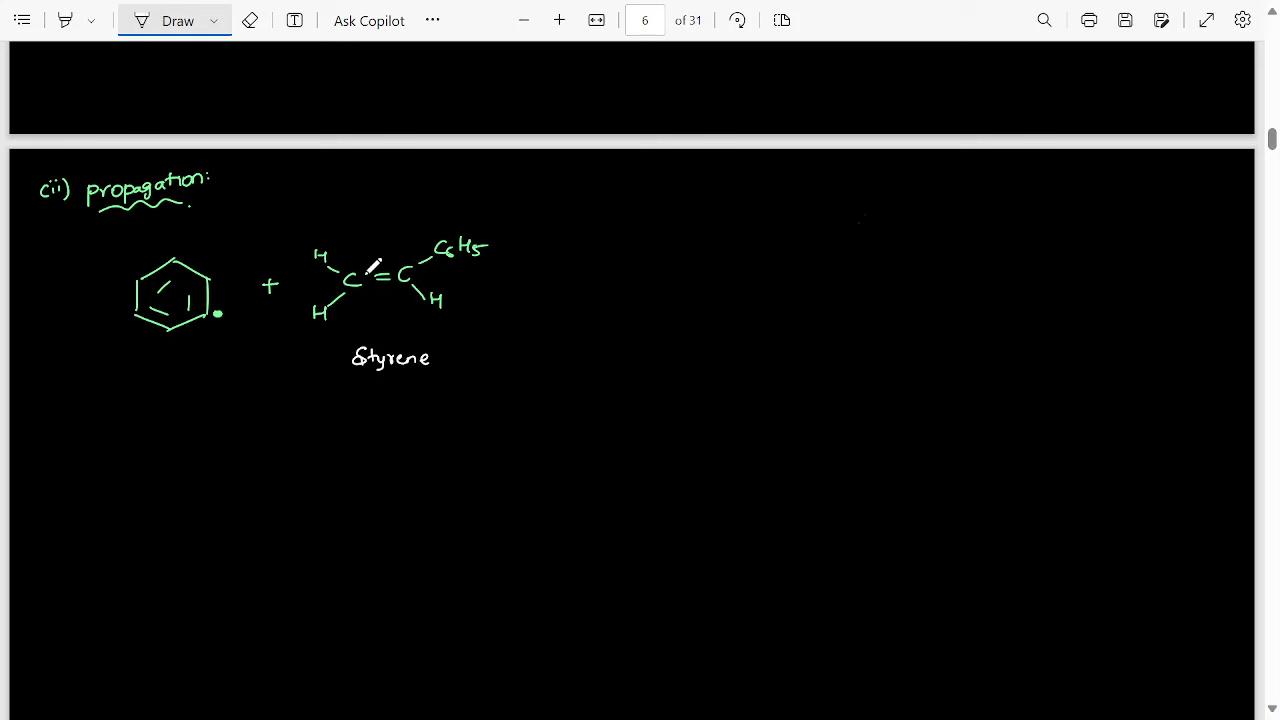 Draw
Ask Copilot
6 of 31
(ii) propagation:
+
H
C = C
C6H5
H
H
Styrene